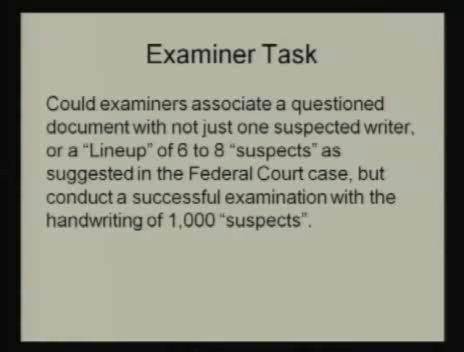 Examiner Task
Could examiners associate a questioned
document with not just one suspected writer,
or a “Lineup” of 6 to 8 “suspects” as
suggested in the Federal Court case, but
conduct a successful examination with the
handwriting of 1,000 “suspects”.